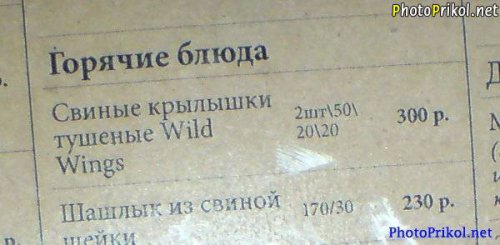 PhotoPrikol.net
Горячие блюда
Свиные крылышки 2шт\50\ 300 р.
тушеные Wild 20\20
Wings
Шашлык из свиной 170/30 230 р.
шейки
PhotoPrikol.net